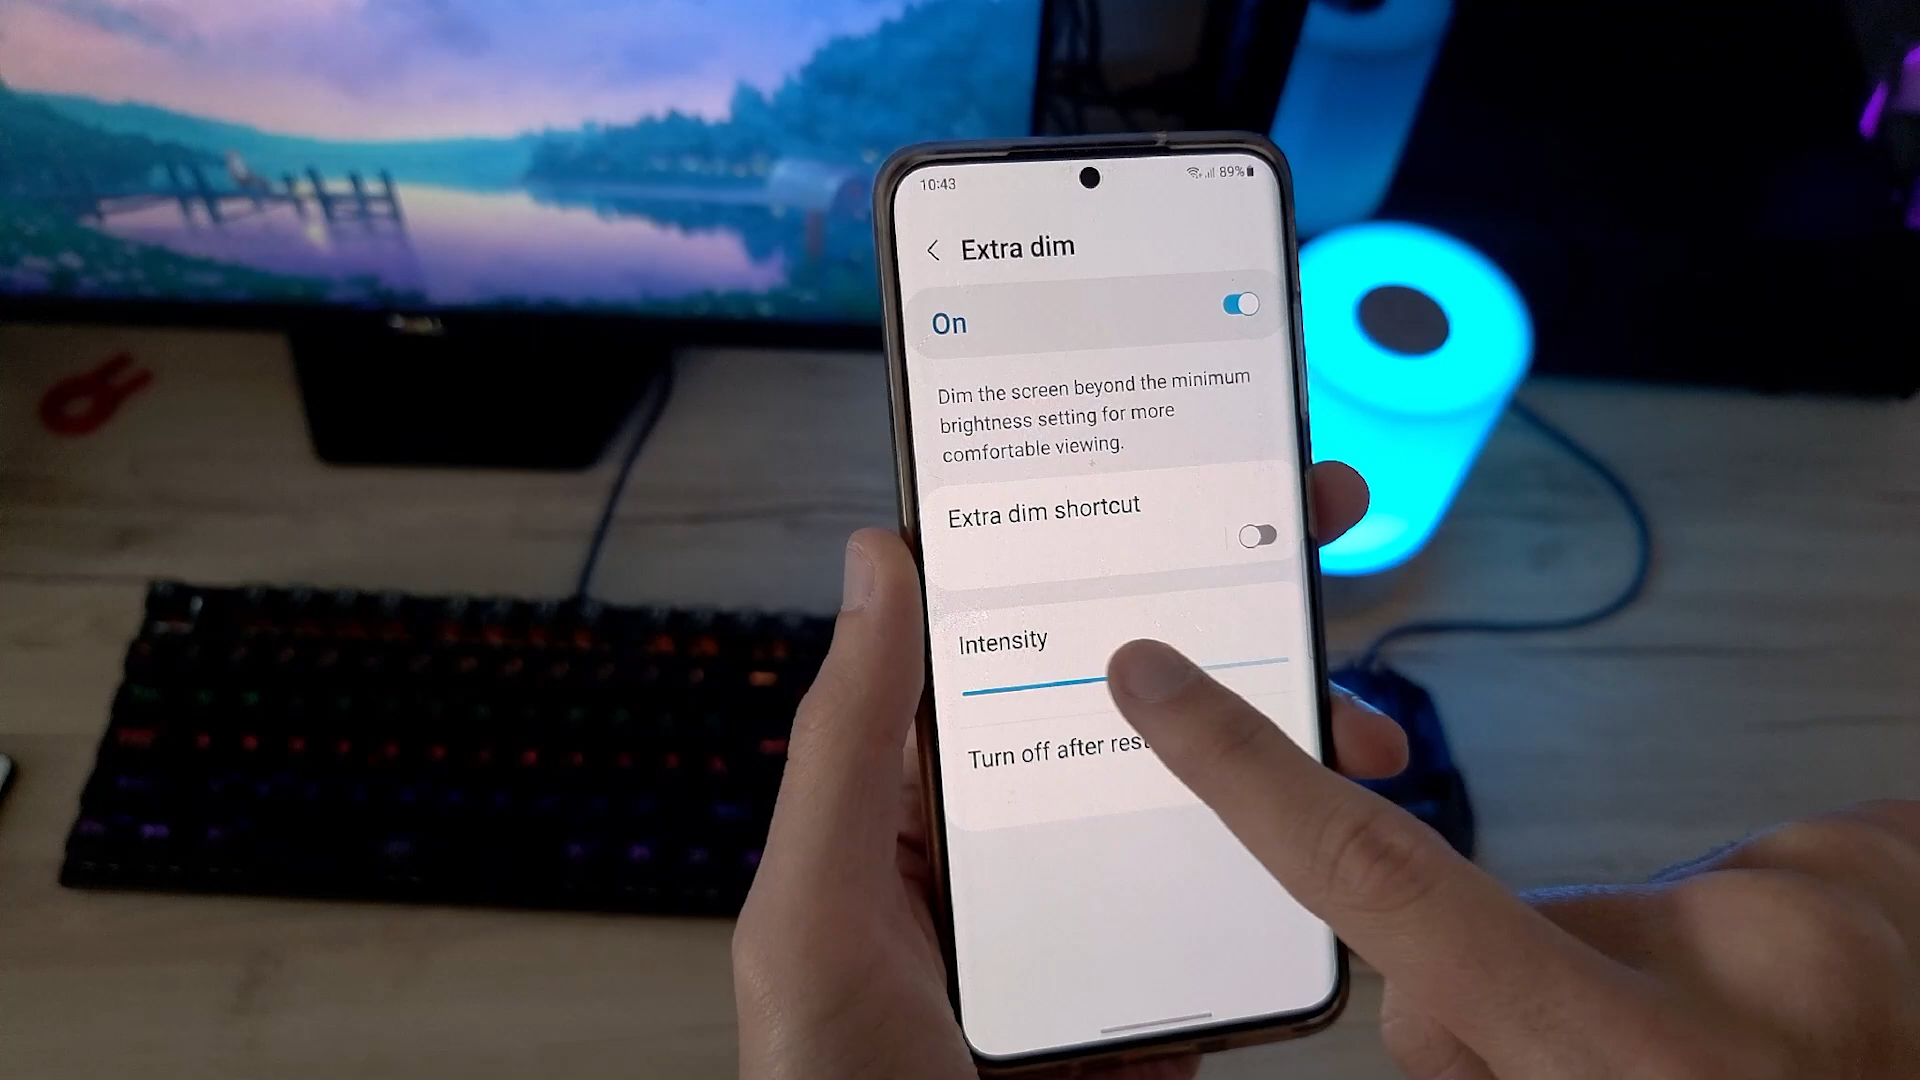 10:43
89%
Extra dim
On
Dim the screen beyond the minimum
brightness setting for more
comfortable viewing.
Extra dim shortcut
Intensity
Turn off after rest